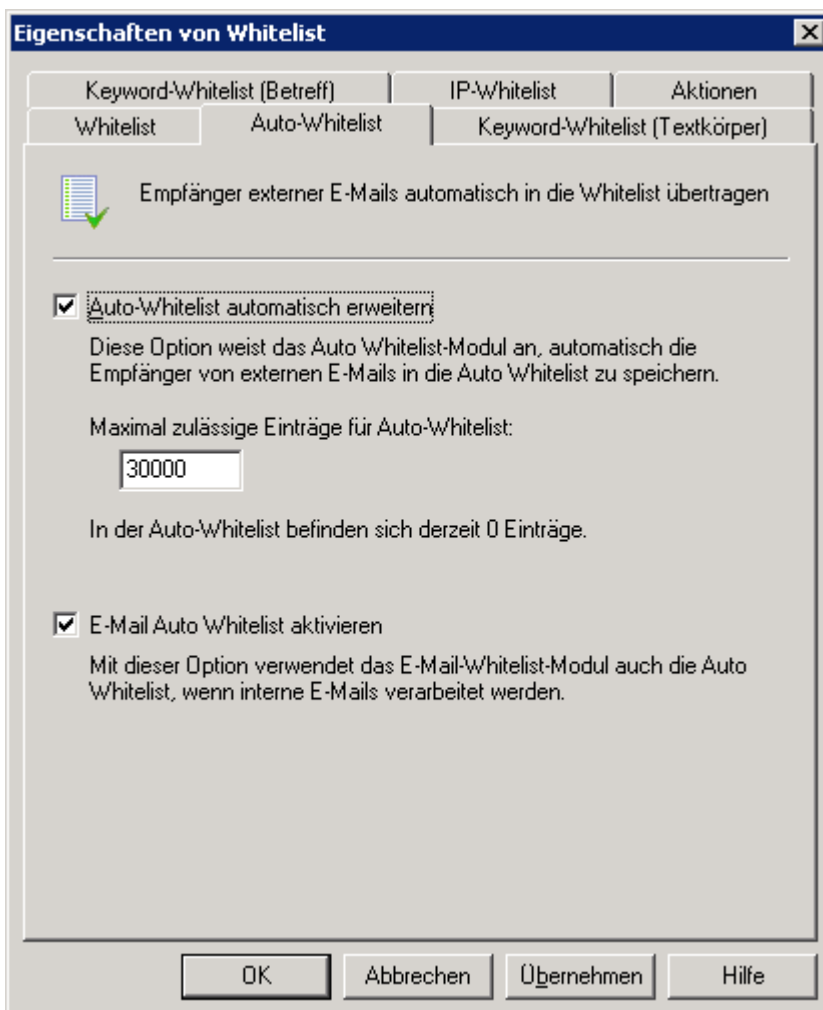 Eigenschaften von Whitelist
Keyword-Whitelist (Betreff) IP-Whitelist Aktionen
Whitelist Auto-Whitelist Keyword-Whitelist (Textkörper)
Empfänger externer E-Mails automatisch in die Whitelist übertragen
Auto-Whitelist automatisch erweitern
Diese Option weist das Auto Whitelist-Modul an, automatisch die
Empfänger von externen E-Mails in die Auto Whitelist zu speichern.
Maximal zulässige Einträge für Auto-Whitelist:
30000
In der Auto-Whitelist befinden sich derzeit 0 Einträge.
E-Mail Auto Whitelist aktivieren
Mit dieser Option verwendet das E-Mail-Whitelist-Modul auch die Auto
Whitelist, wenn interne E-Mails verarbeitet werden.
OK Abbrechen Übernehmen Hilfe